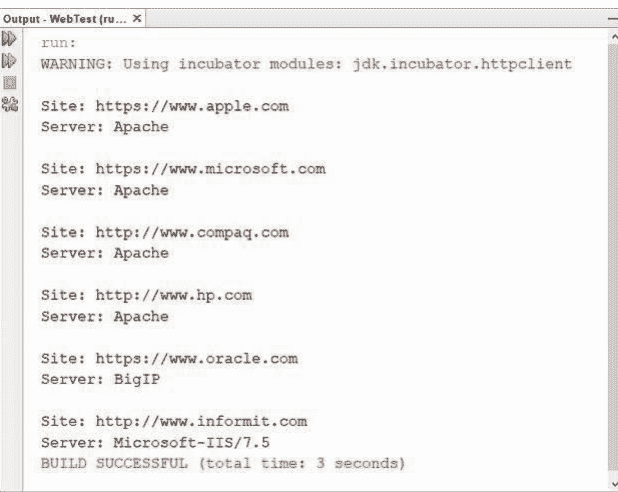 Output - WebTest (ru... ×
run:
WARNING: Using incubator modules: jdk.incubator.httpclient
Site: https://www.apple.com
Server: Apache
Site: https://www.microsoft.com
Server: Apache
Site: http://www.compaq.com
Server: Apache
Site: http://www.hp.com
Server: Apache
Site: https://www.oracle.com
Server: BigIP
Site: http://www.informit.com
Server: Microsoft-IIS/7.5
BUILD SUCCESSFUL (total time: 3 seconds)